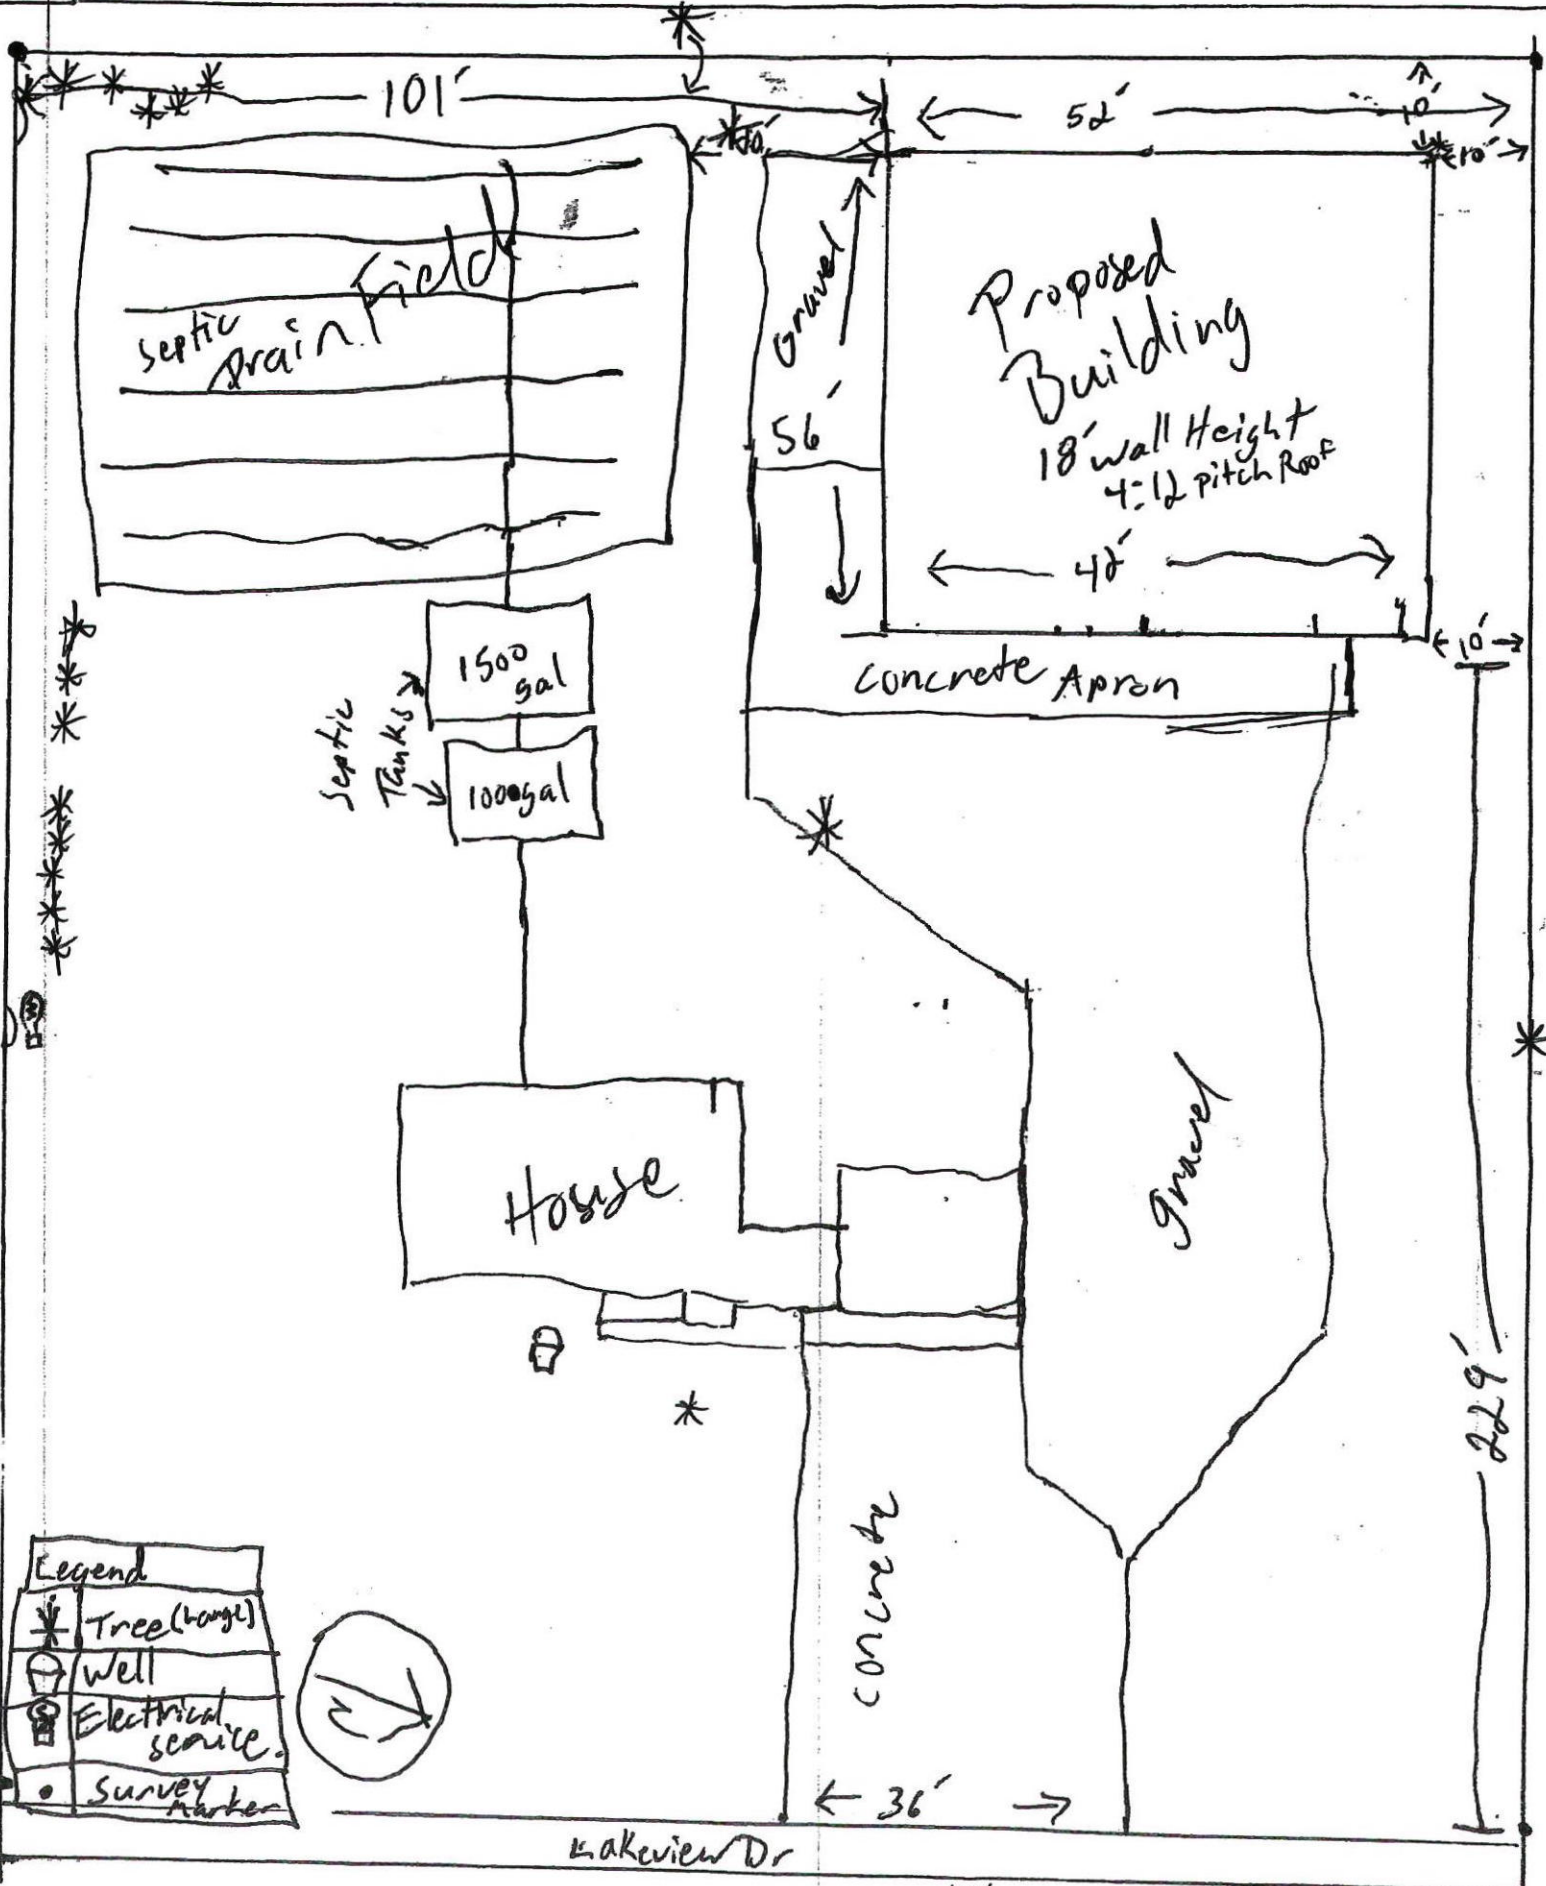 101′
52′
10′
10′
10′
Septic
Drain Field
Gravel
56′
Proposed
Building
18′ wall Height
4:12 pitch Roof
42′
10′
Concrete Apron
1500
gal
Septic
Tanks
1000gal
House
Gravel
229′
Concrete
36′
Legend
Tree (Large)
Well
Electrical
service.
Survey
Marker
N
Lakeview Dr